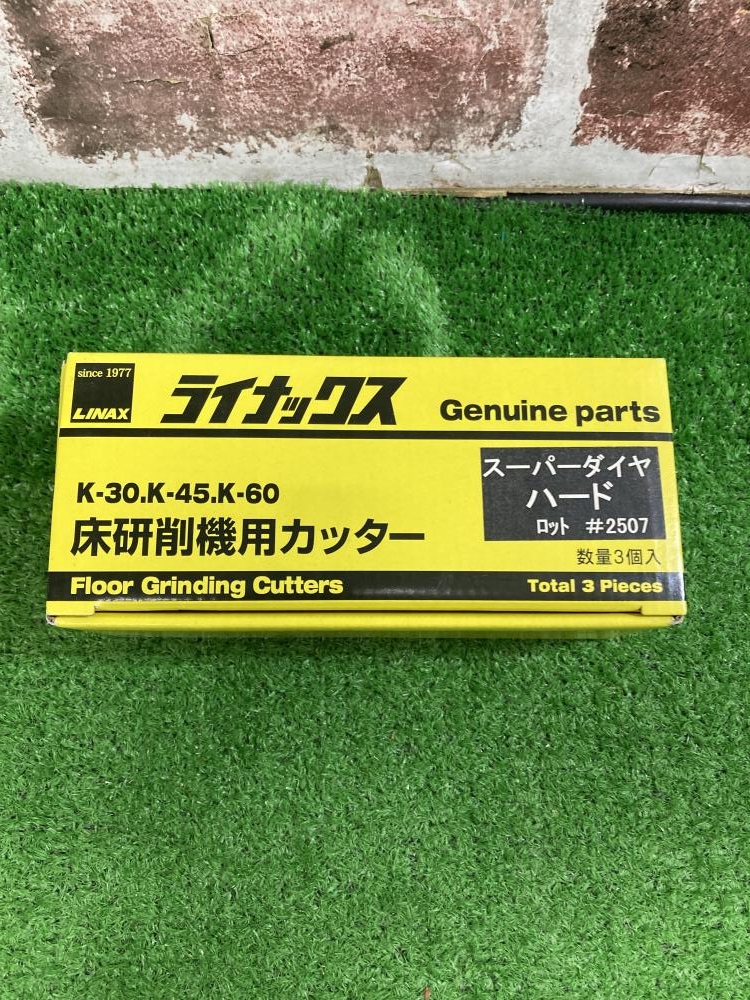 since 1977
LINAX
ライナックス
Genuine parts
K-30.K-45.K-60
床研削機用カッター
スーパーダイヤ
ハード
ロット #2507
数量3個入
Floor Grinding Cutters
Total 3 Pieces